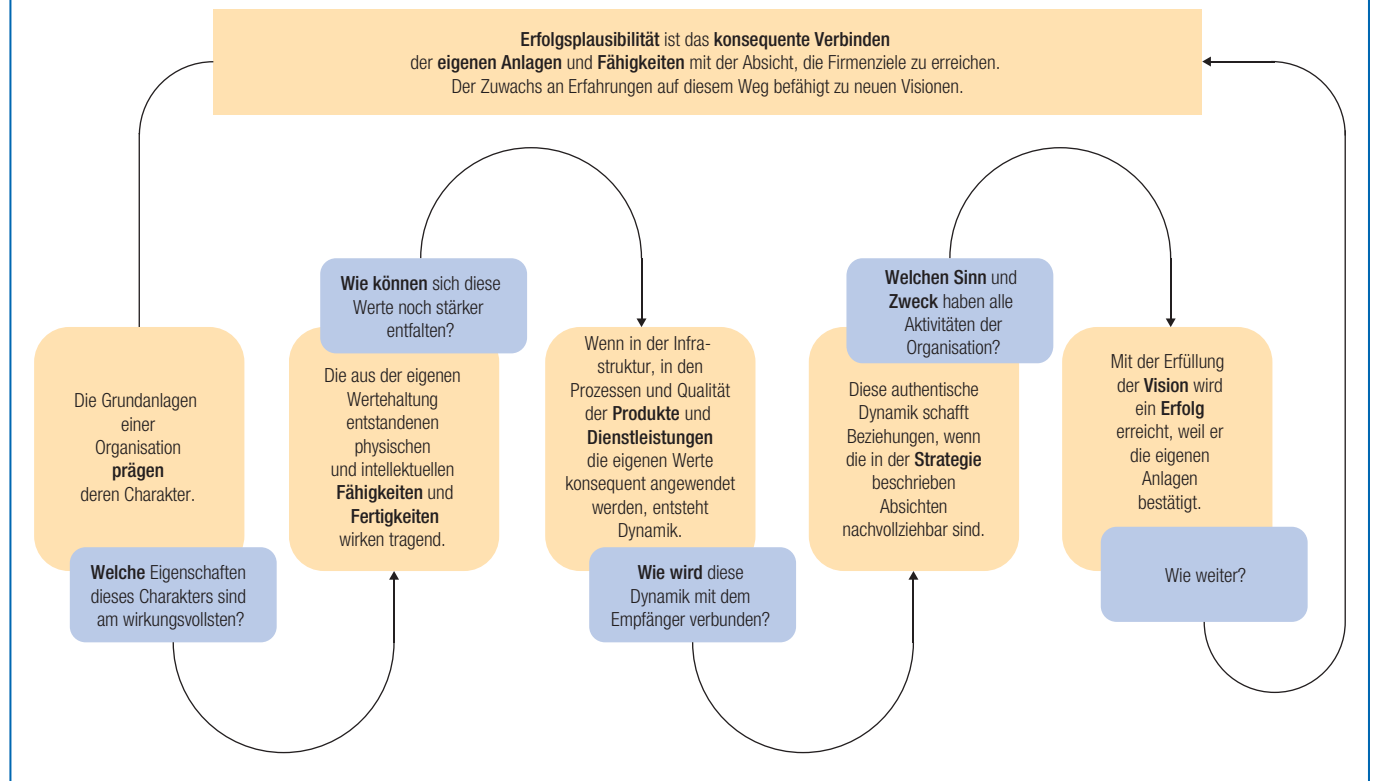 Erfolgsplausibilität ist das konsequente Verbinden
der eigenen Anlagen und Fähigkeiten mit der Absicht, die Firmenziele zu erreichen.
Der Zuwachs an Erfahrungen auf diesem Weg befähigt zu neuen Visionen.
Die Grundanlagen
einer
Organisation
prägen
deren Charakter.
Welche Eigenschaften
dieses Charakters sind
am wirkungsvollsten?
Die aus der eigenen
Wertehaltung
entstandenen
physischen
und intellektuellen
Fähigkeiten und
Fertigkeiten
wirken tragend.
Wie können sich diese
Werte noch stärker
entfalten?
Wenn in der Infra-
struktur, in den
Prozessen und Qualität
der Produkte und
Dienstleistungen
die eigenen Werte
konsequent angewendet
werden, entsteht
Dynamik.
Wie wird diese
Dynamik mit dem
Empfänger verbunden?
Diese authentische
Dynamik schafft
Beziehungen, wenn
die in der Strategie
beschrieben
Absichten
nachvollziehbar sind.
Welchen Sinn und
Zweck haben alle
Aktivitäten der
Organisation?
Mit der Erfüllung
der Vision wird
ein Erfolg
erreicht, weil er
die eigenen
Anlagen
bestätigt.
Wie weiter?